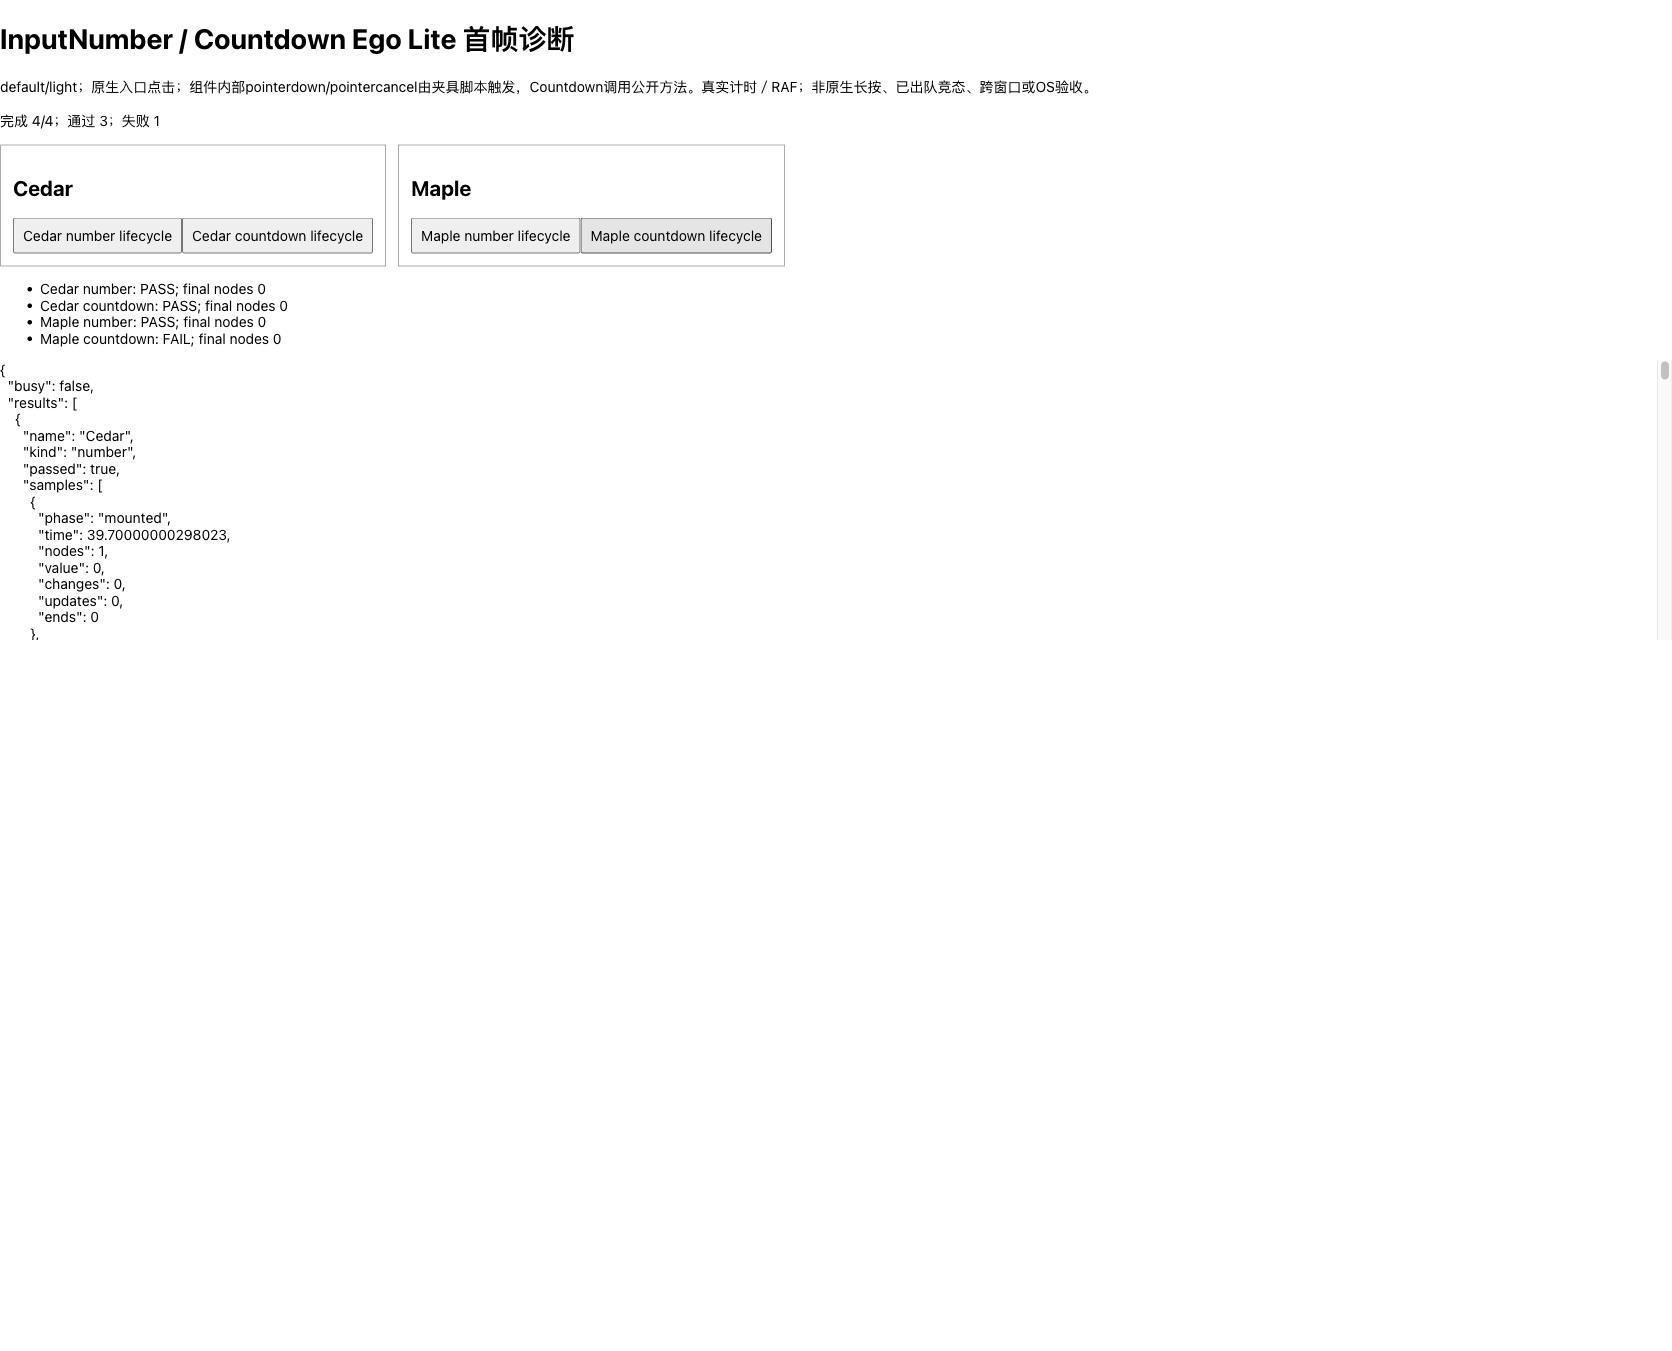 InputNumber / Countdown Ego Lite 首帧诊断
default/light；原生入口点击；组件内部pointerdown/pointercancel由夹具脚本触发，Countdown调用公开方法。真实计时 / RAF；非原生长按、已出队竞态、跨窗口或OS验收。
完成 4/4；通过 3；失败 1
Cedar
Cedar number lifecycle
Cedar countdown lifecycle
Maple
Maple number lifecycle
Maple countdown lifecycle
• Cedar number: PASS; final nodes 0
• Cedar countdown: PASS; final nodes 0
• Maple number: PASS; final nodes 0
• Maple countdown: FAIL; final nodes 0
{
"busy": false,
"results": [
{
"name": "Cedar",
"kind": "number",
"passed": true,
"samples": [
{
"phase": "mounted",
"time": 39.70000000298023,
"nodes": 1,
"value": 0,
"changes": 0,
"updates": 0,
"ends": 0
},